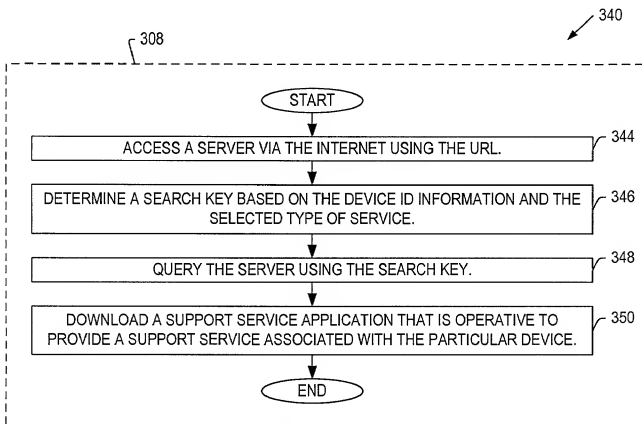 340
308
START
ACCESS A SERVER VIA THE INTERNET USING THE URL.
344
DETERMINE A SEARCH KEY BASED ON THE DEVICE ID INFORMATION AND THE
SELECTED TYPE OF SERVICE.
346
QUERY THE SERVER USING THE SEARCH KEY.
348
DOWNLOAD A SUPPORT SERVICE APPLICATION THAT IS OPERATIVE TO
PROVIDE A SUPPORT SERVICE ASSOCIATED WITH THE PARTICULAR DEVICE.
350
END